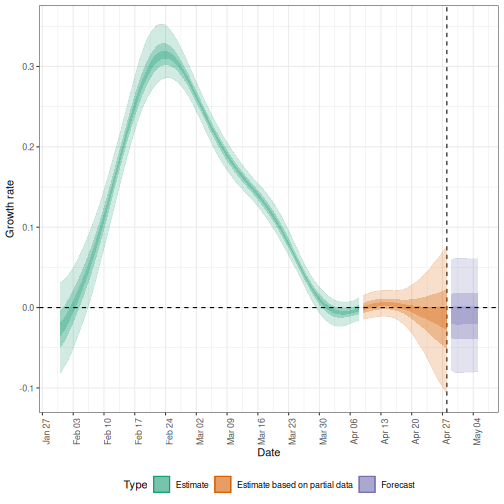 Growth rate
0.3
0.2
0.1
0.0
-0.1
Jan 27
Feb 03
Feb 10
Feb 17
Feb 24
Mar 02
Mar 09
Mar 16
Mar 23
Mar 30
Apr 06
Apr 13
Apr 20
Apr 27
May 04
Date
Type Estimate Estimate based on partial data Forecast